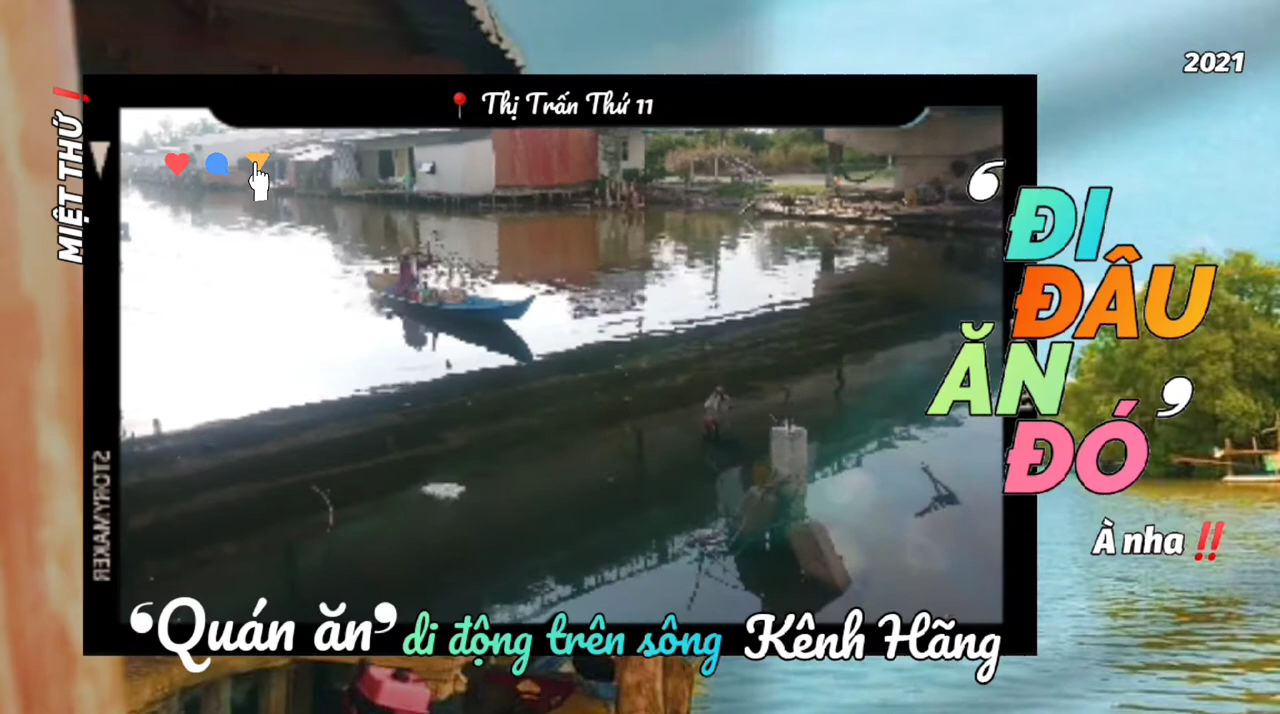 2021
📍 Thị Trấn Thứ 11
MIỆT THỨ❗
‘ ĐI
ĐÂU
ĂN ’
ĐÓ
À nha ‼️
STORYMAKER
‘Quán ăn’ di động trên sông Kênh Hãng